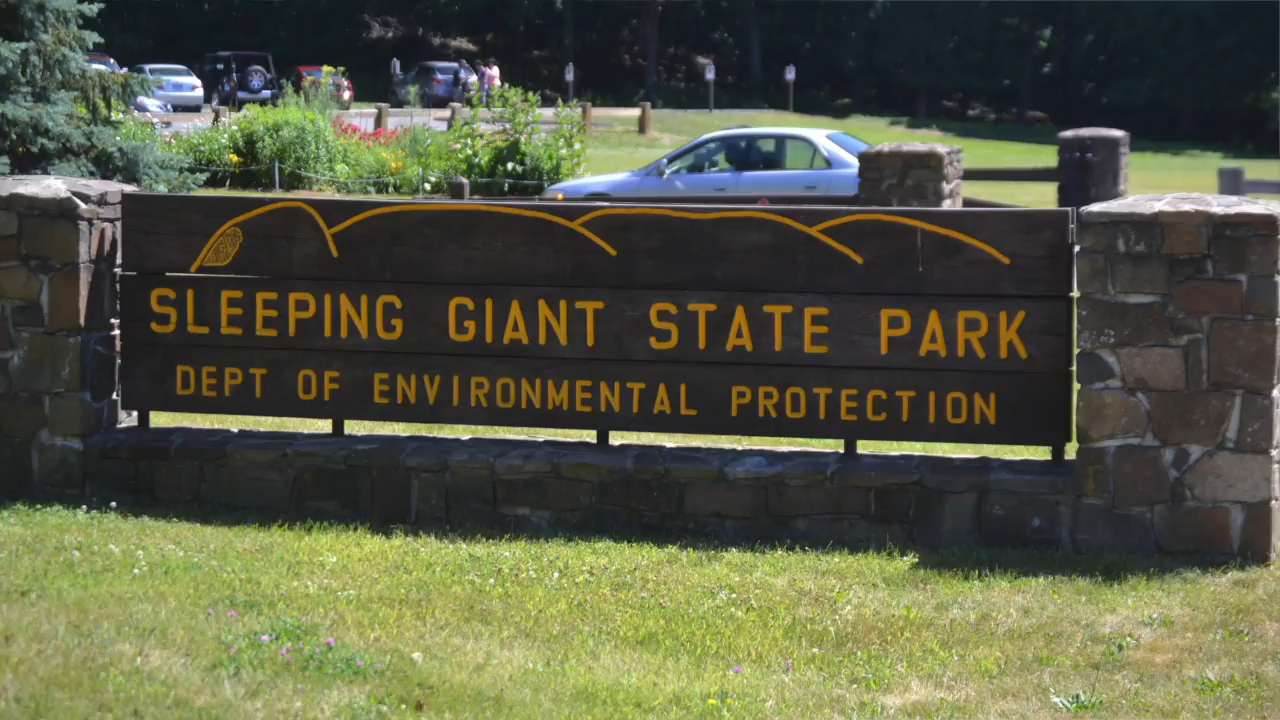 SLEEPING GIANT STATE PARK
DEPT OF ENVIRONMENTAL PROTECTION